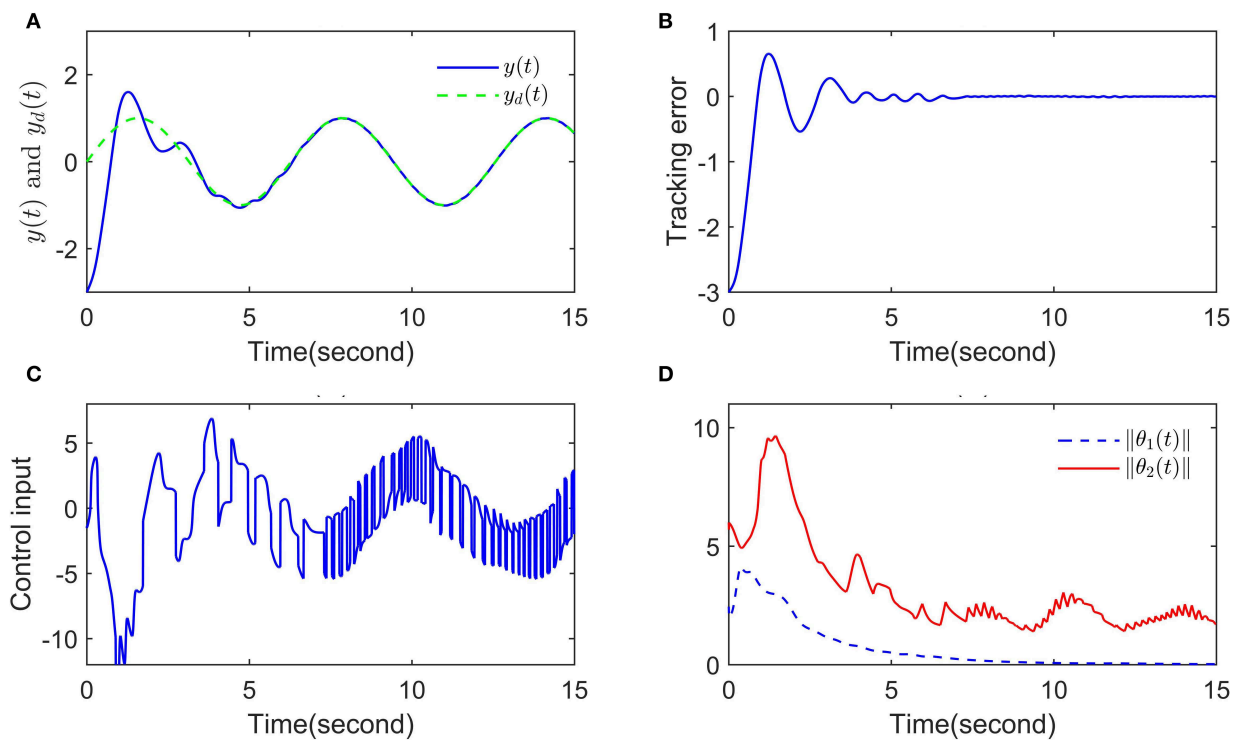 A
y(t) and y_d(t)
2
0
-2
y(t)
y_d(t)
0 5 10 15
Time(second)
B
Tracking error
1
0
-1
-2
-3
0 5 10 15
Time(second)
C
Control input
5
0
-5
-10
0 5 10 15
Time(second)
D
10
5
0
‖θ₁(t)‖
‖θ₂(t)‖
0 5 10 15
Time(second)